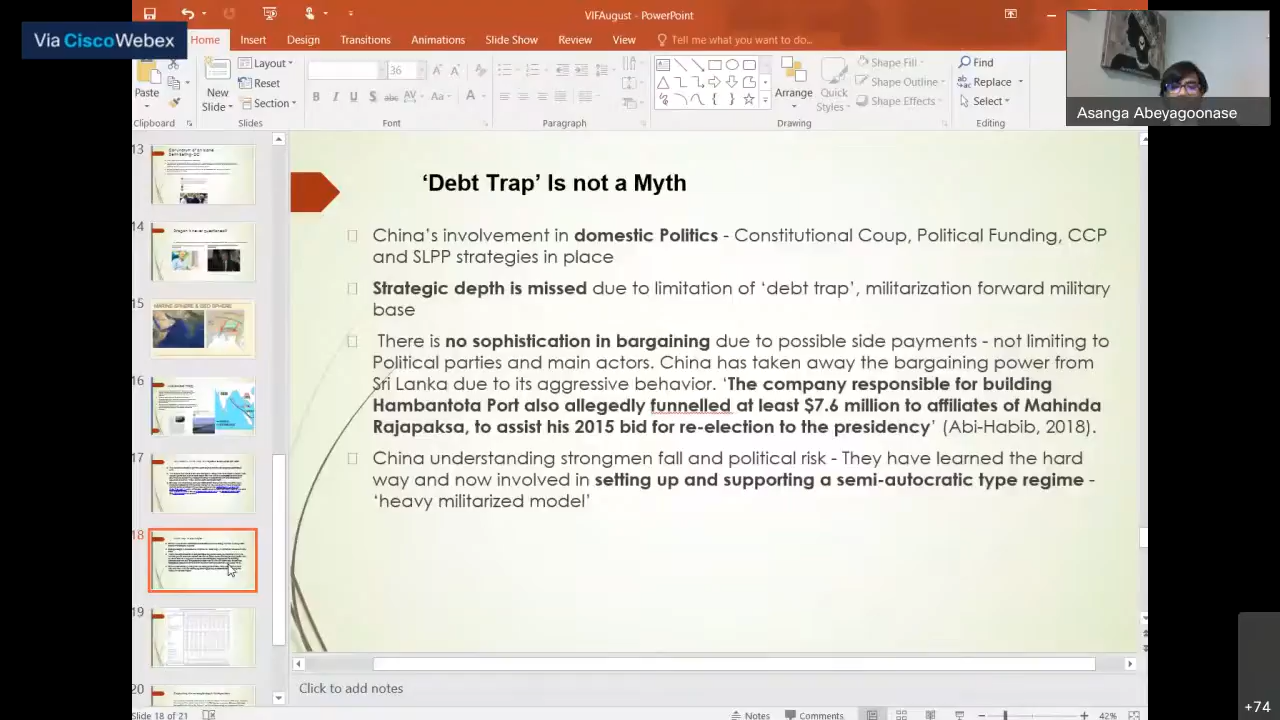 VIFAugust - PowerPoint
Via CiscoWebex
Home Insert Design Transitions Animations Slide Show Review View Tell me what you want to do...
Paste
New Slide
Layout
Reset
Section
36
B I U S abc AV Aa A
Arrange
Quick Styles
Shape Fill
Shape Outline
Shape Effects
Find
Replace
Select
Clipboard Slides Font Paragraph Drawing Editing
Asanga Abeyagoonase
13
14
15
16
17
18
19
20
‘Debt Trap’ Is not a Myth
China’s involvement in domestic Politics - Constitutional Coup, Political Funding, CCP
and SLPP strategies in place
Strategic depth is missed due to limitation of ‘debt trap’, militarization forward military
base
There is no sophistication in bargaining due to possible side payments - not limiting to
Political parties and main actors. China has taken away the bargaining power from
Sri Lanka due to its aggressive behavior. ‘The company responsible for building
Hambantota Port also allegedly funnelled at least $7.6 million to affiliates of Mahinda
Rajapaksa, to assist his 2015 bid for re-election to the presidency’ (Abi-Habib, 2018).
China understanding strongmen fall and political risk - They have learned the hard
way and now involved in setting up and supporting a semi-autocratic type regime -
heavy militarized model’
Click to add notes
Slide 18 of 21
Notes Comments 42%
+74